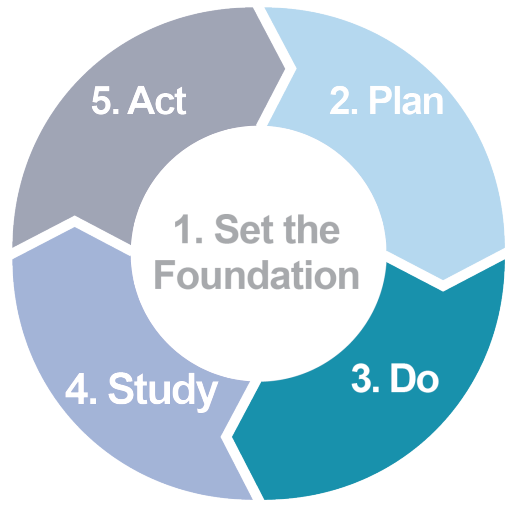 1. Set the
Foundation
2. Plan
3. Do
4. Study
5. Act